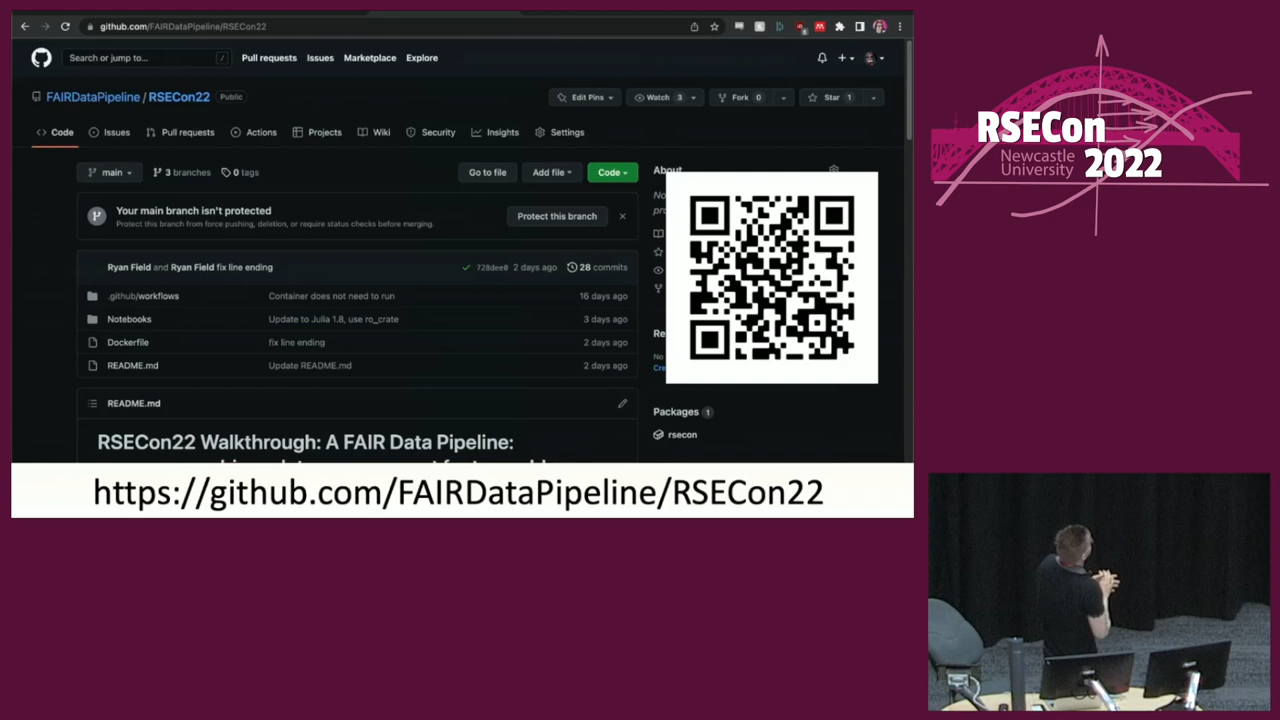 github.com/FAIRDataPipeline/RSECon22
Search or jump to... /
Pull requests Issues Marketplace Explore
FAIRDataPipeline / RSECon22 Public
Edit Pins Watch 3 Fork 0 Star 1
Code Issues Pull requests Actions Projects Wiki Security Insights Settings
main 3 branches 0 tags Go to file Add file Code
About
Your main branch isn't protected
Protect this branch from force pushing, deletion, or require status checks before merging.
Protect this branch
Ryan Field and Ryan Field fix line ending 728dee0 2 days ago 28 commits
.github/workflows Container does not need to run 16 days ago
Notebooks Update to Julia 1.8, use ro_crate 3 days ago
Dockerfile fix line ending 2 days ago
README.md Update README.md 2 days ago
README.md
RSECon22 Walkthrough: A FAIR Data Pipeline:
Packages 1
rsecon
https://github.com/FAIRDataPipeline/RSECon22
RSECon
Newcastle
University 2022